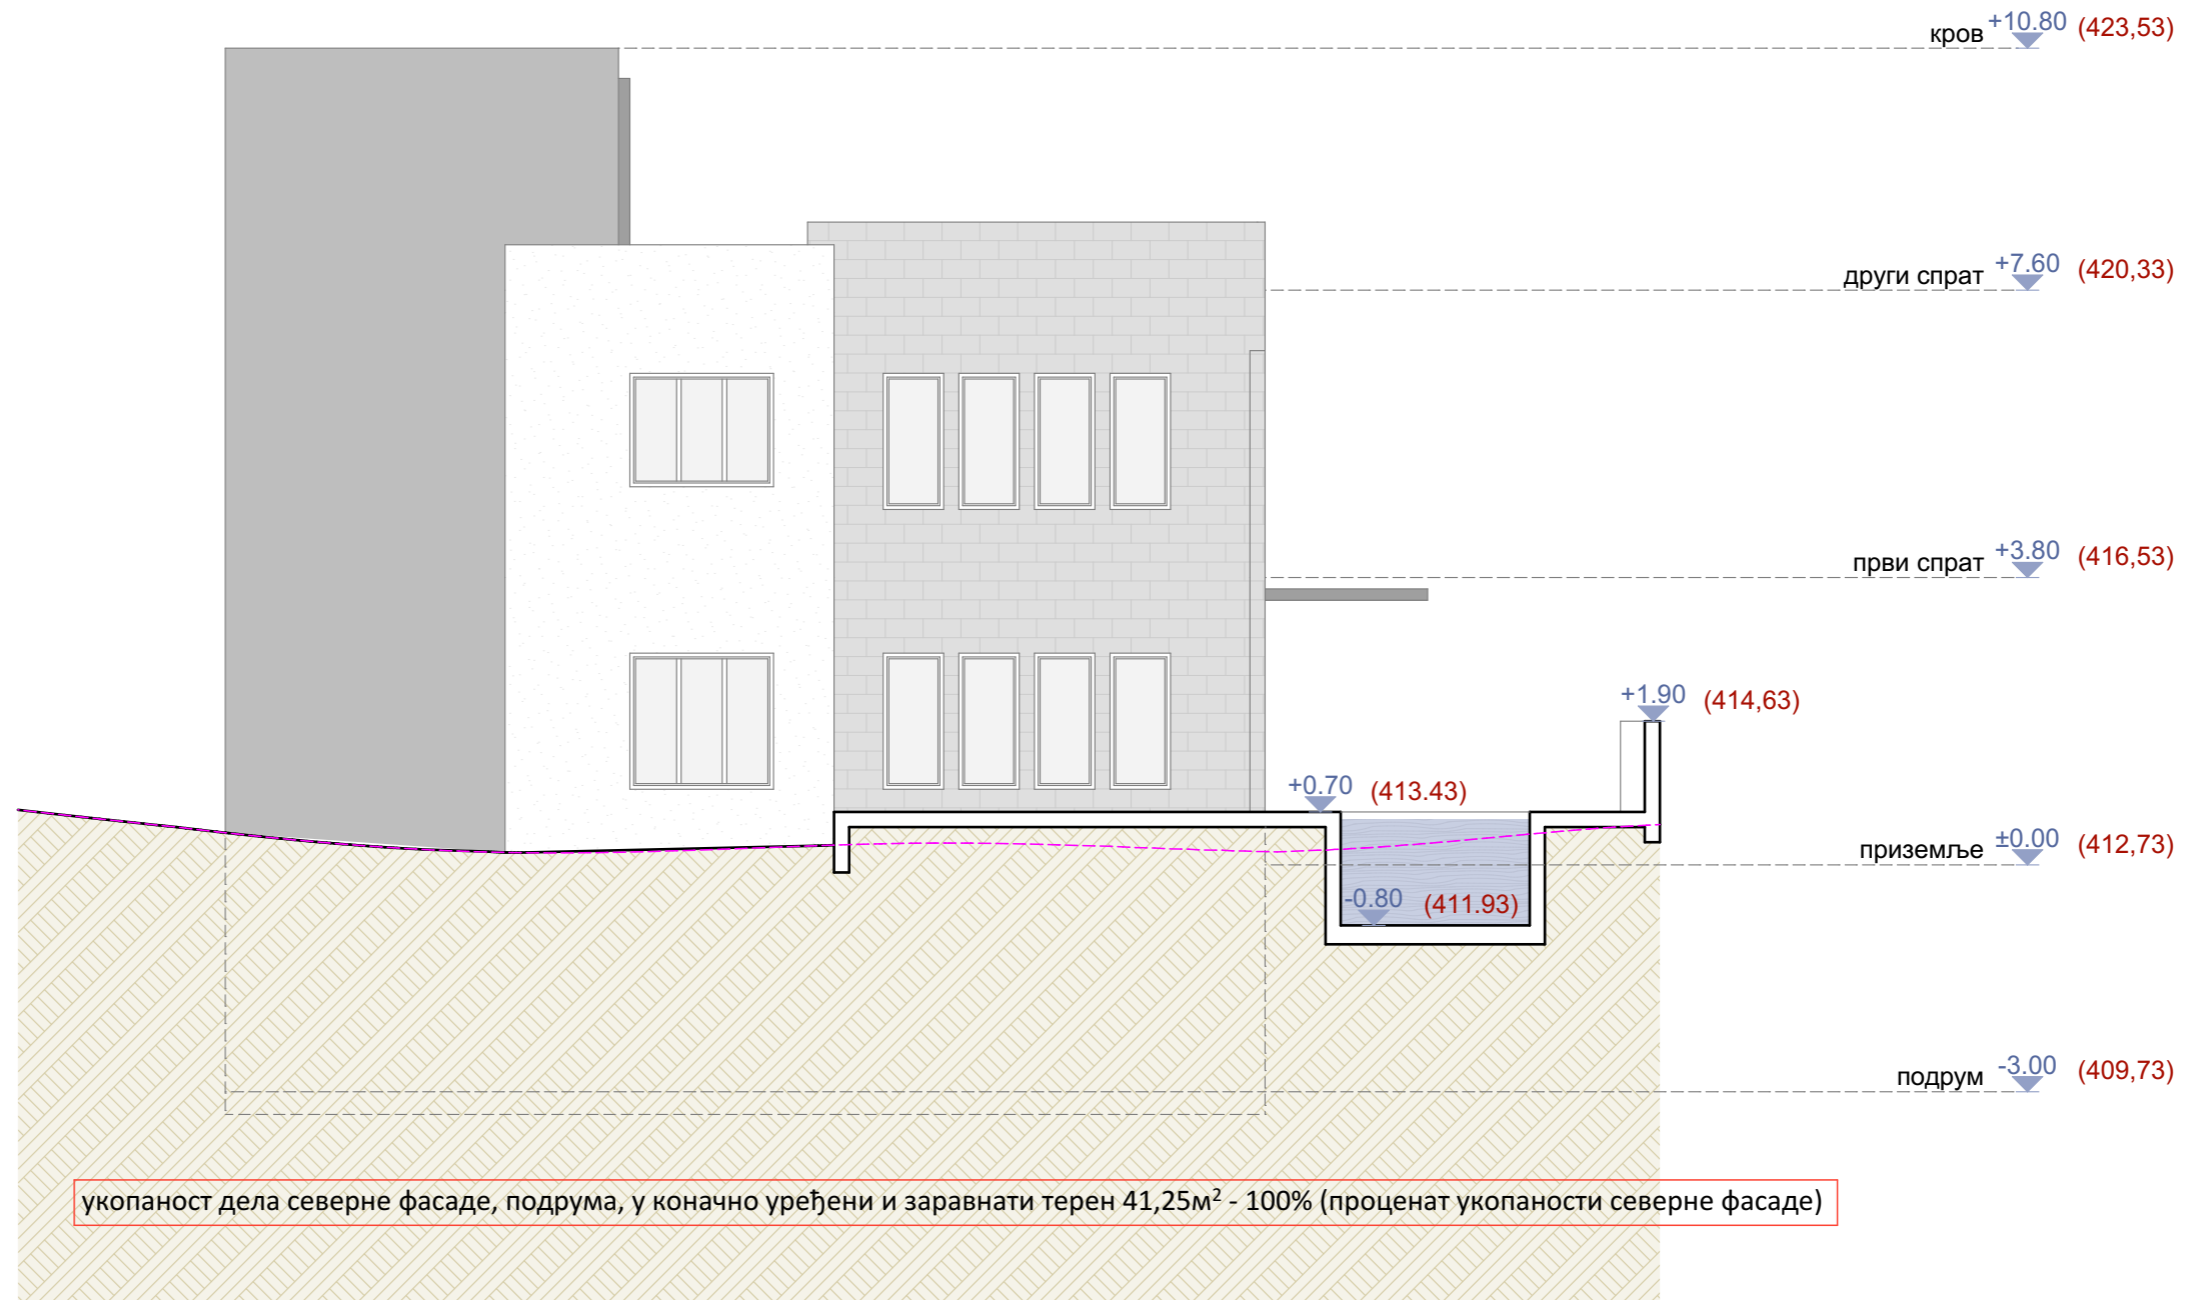 кров +10.80 (423,53)
други спрат +7.60 (420,33)
први спрат +3.80 (416,53)
+1.90 (414,63)
+0.70 (413.43)
приземље ±0.00 (412,73)
-0.80 (411.93)
подрум -3.00 (409,73)
укопаност дела северне фасаде, подрума, у коначно уређени и заравнати терен 41,25м² - 100% (проценат укопаности северне фасаде)